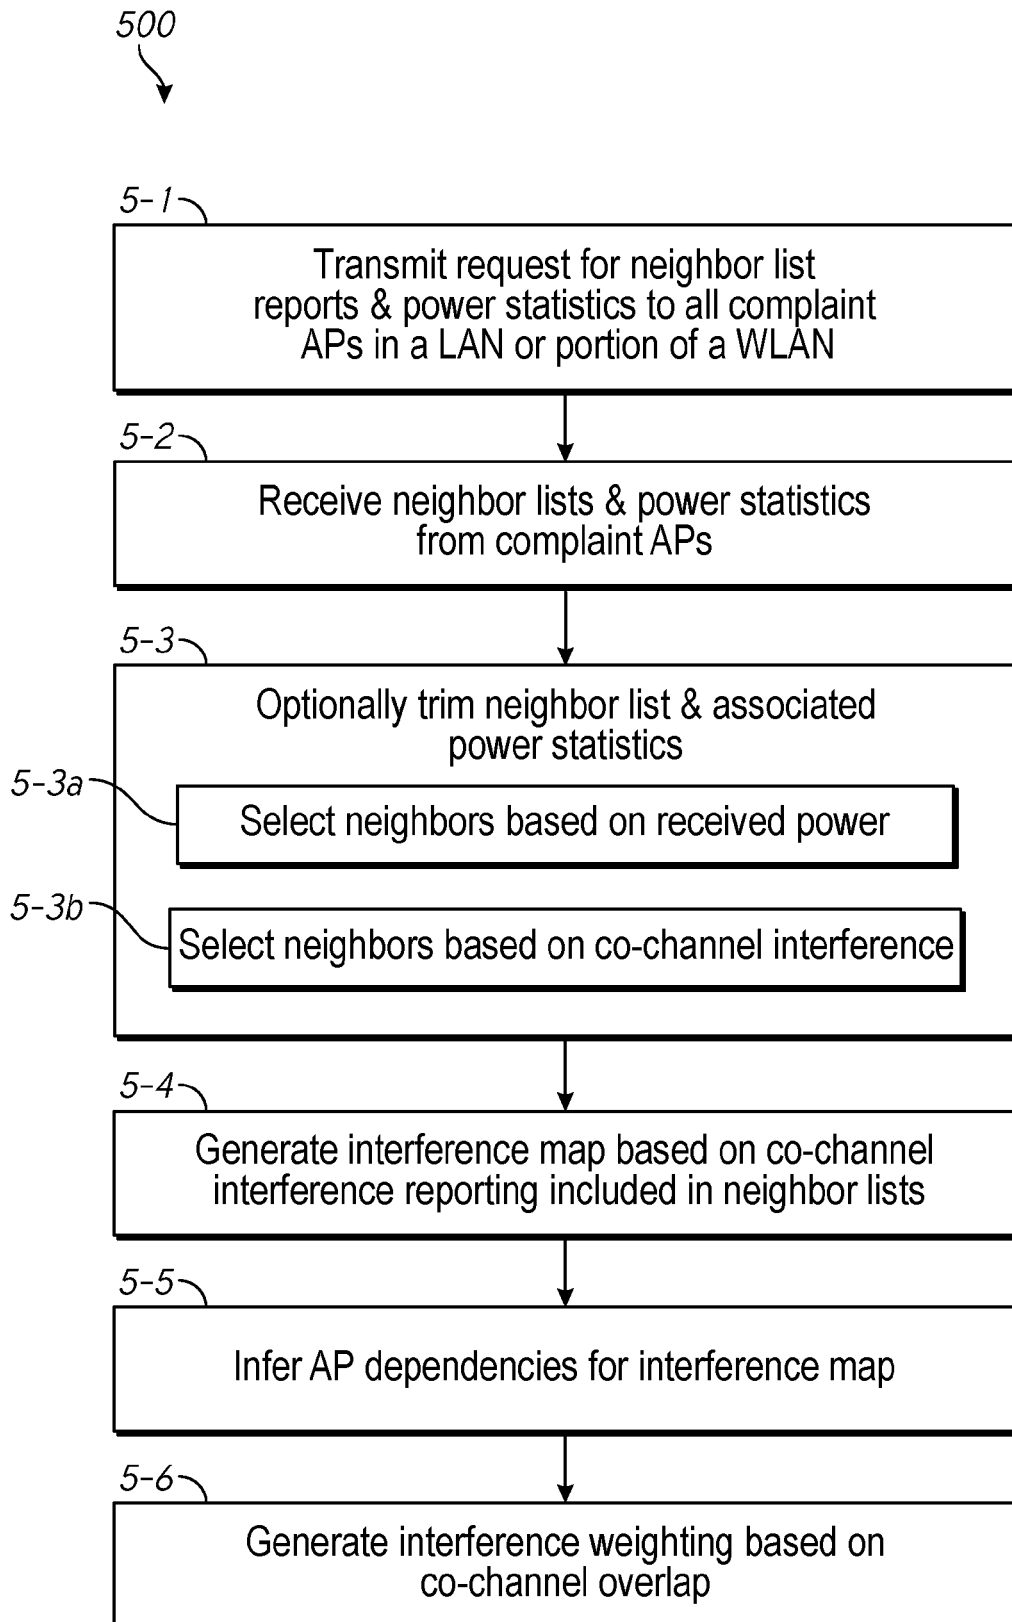 500
5-1
Transmit request for neighbor list
reports & power statistics to all complaint
APs in a LAN or portion of a WLAN
5-2
Receive neighbor lists & power statistics
from complaint APs
5-3
Optionally trim neighbor list & associated
power statistics
5-3a
Select neighbors based on received power
5-3b
Select neighbors based on co-channel interference
5-4
Generate interference map based on co-channel
interference reporting included in neighbor lists
5-5
Infer AP dependencies for interference map
5-6
Generate interference weighting based on
co-channel overlap